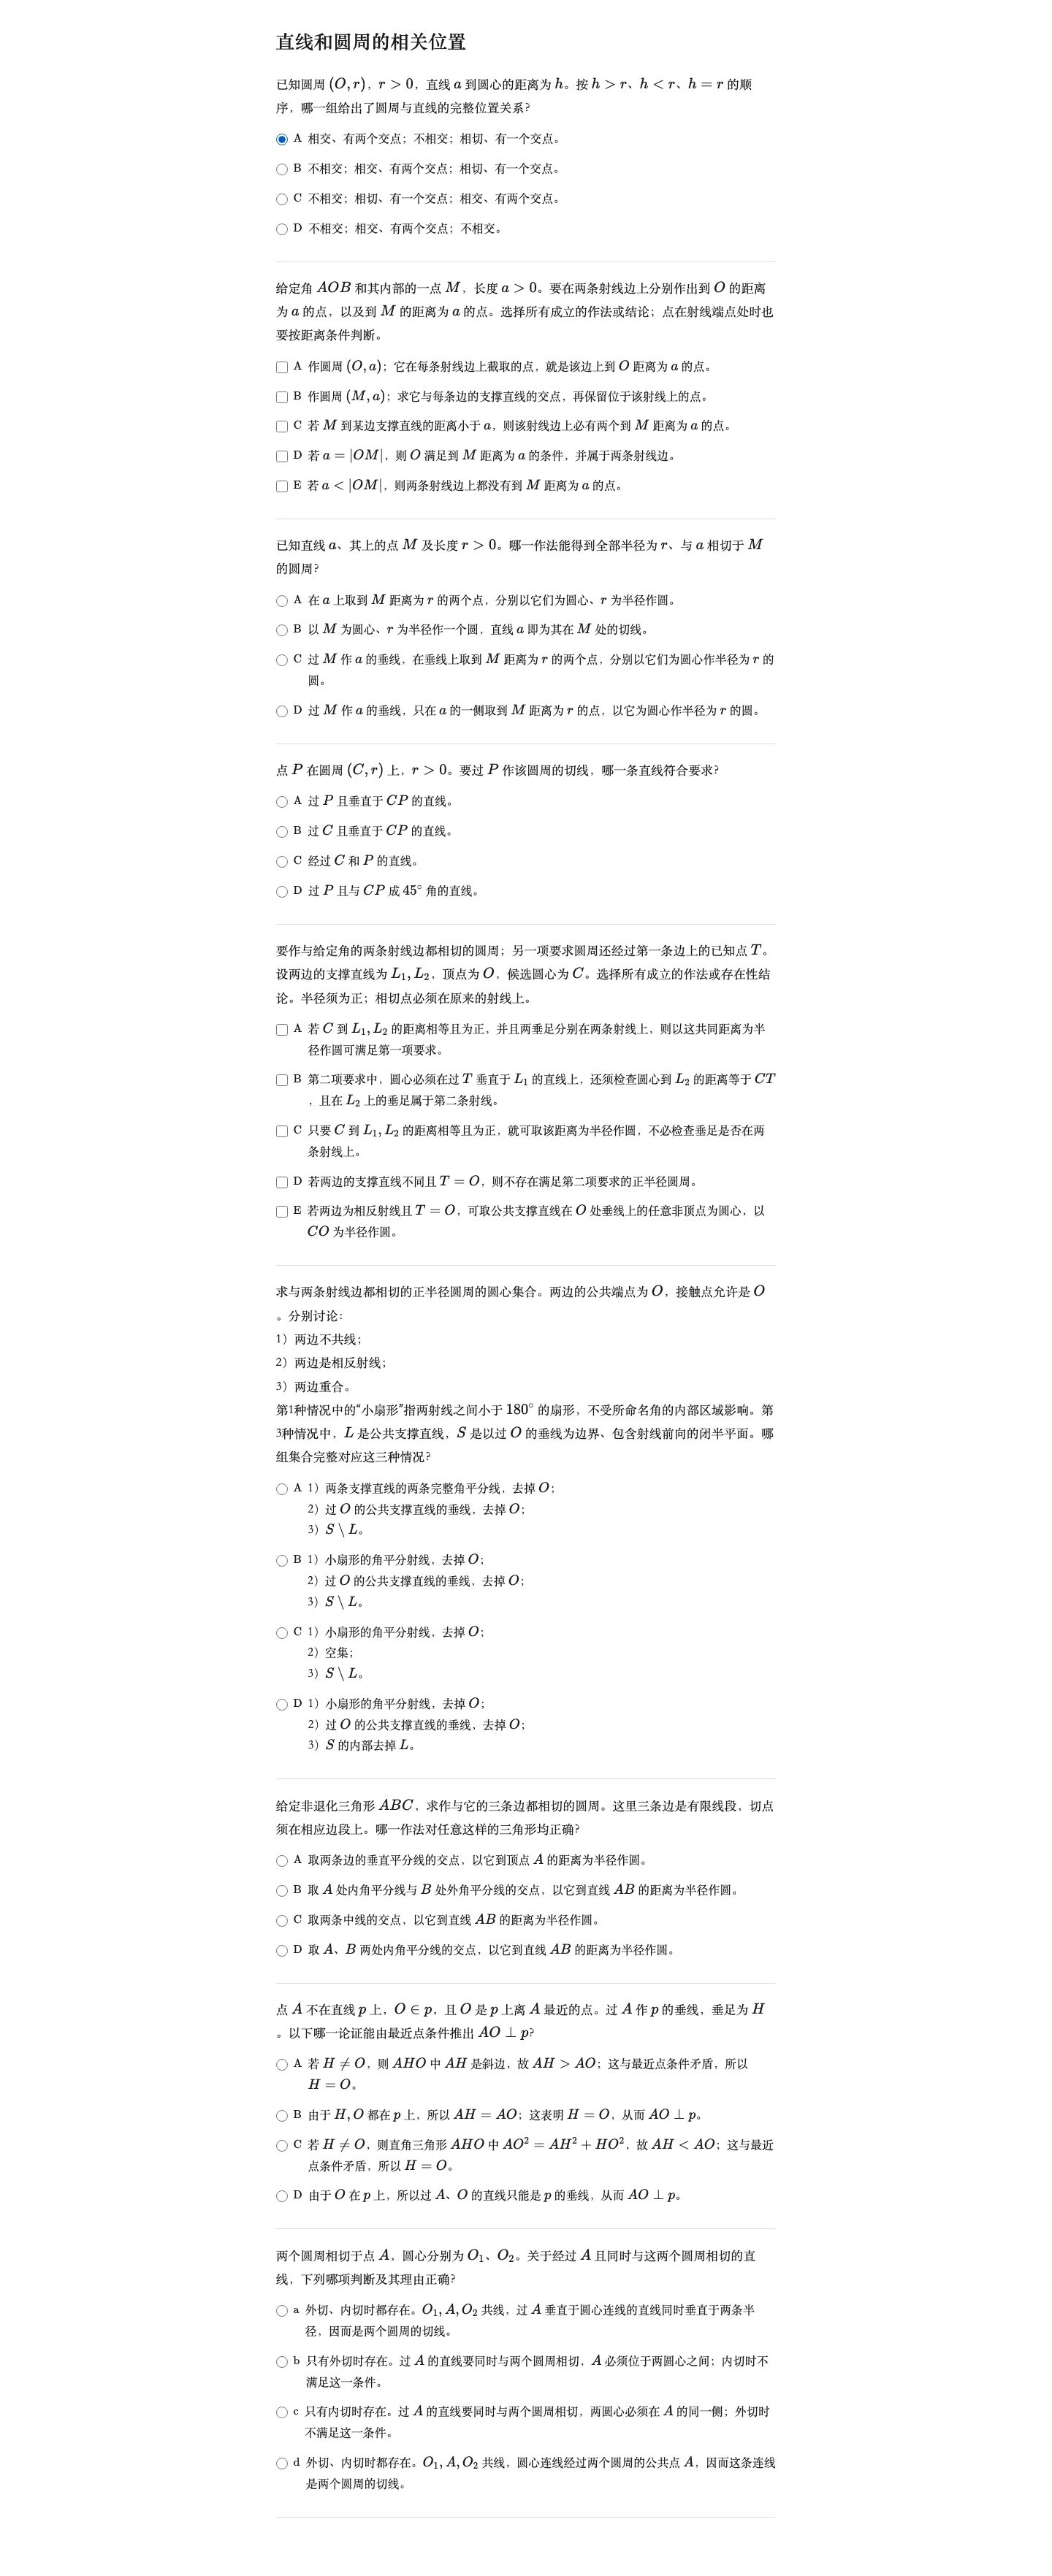 直线和圆周的相关位置
已知圆周 (O, r)，r > 0，直线 a 到圆心的距离为 h。按 h > r、h < r、h = r 的顺
序，哪一组给出了圆周与直线的完整位置关系?
A 相交、有两个交点；不相交；相切、有一个交点。
B 不相交；相交、有两个交点；相切、有一个交点。
C 不相交；相切、有一个交点；相交、有两个交点。
D 不相交；相交、有两个交点；不相交。
给定角 AOB 和其内部的一点 M，长度 a > 0。要在两条射线边上分别作出到 O 的距离
为 a 的点，以及到 M 的距离为 a 的点。选择所有成立的作法或结论；点在射线端点处时也
要按距离条件判断。
A 作圆周 (O, a)；它在每条射线边上截取的点，就是该边上到 O 距离为 a 的点。
B 作圆周 (M, a)；求它与每条边的支撑直线的交点，再保留位于该射线上的点。
C 若 M 到某边支撑直线的距离小于 a，则该射线边上必有两个到 M 距离为 a 的点。
D 若 a = |OM|，则 O 满足到 M 距离为 a 的条件，并属于两条射线边。
E 若 a < |OM|，则两条射线边上都没有到 M 距离为 a 的点。
已知直线 a、其上的点 M 及长度 r > 0。哪一作法能得到全部半径为 r、与 a 相切于 M
的圆周?
A 在 a 上取到 M 距离为 r 的两个点，分别以它们为圆心、r 为半径作圆。
B 以 M 为圆心、r 为半径作一个圆，直线 a 即为其在 M 处的切线。
C 过 M 作 a 的垂线，在垂线上取到 M 距离为 r 的两个点，分别以它们为圆心作半径为 r 的
圆。
D 过 M 作 a 的垂线，只在 a 的一侧取到 M 距离为 r 的点，以它为圆心作半径为 r 的圆。
点 P 在圆周 (C, r) 上，r > 0。要过 P 作该圆周的切线，哪一条直线符合要求?
A 过 P 且垂直于 CP 的直线。
B 过 C 且垂直于 CP 的直线。
C 经过 C 和 P 的直线。
D 过 P 且与 CP 成 45° 角的直线。
要作与给定角的两条射线边都相切的圆周；另一项要求圆周还经过第一条边上的已知点 T。
设两边的支撑直线为 L₁, L₂，顶点为 O，候选圆心为 C。选择所有成立的作法或存在性结
论。半径须为正；相切点必须在原来的射线上。
A 若 C 到 L₁, L₂ 的距离相等且为正，并且两垂足分别在两条射线上，则以这共同距离为半
径作圆可满足第一项要求。
B 第二项要求中，圆心必须在过 T 垂直于 L₁ 的直线上，还须检查圆心到 L₂ 的距离等于 CT
，且在 L₂ 上的垂足属于第二条射线。
C 只要 C 到 L₁, L₂ 的距离相等且为正，就可取该距离为半径作圆，不必检查垂足是否在两
条射线上。
D 若两边的支撑直线不同且 T = O，则不存在满足第二项要求的正半径圆周。
E 若两边为相反射线且 T = O，可取公共支撑直线在 O 处垂线上的任意非顶点为圆心，以
CO 为半径作圆。
求与两条射线边都相切的正半径圆周的圆心集合。两边的公共端点为 O，接触点允许是 O
。分别讨论：
1）两边不共线；
2）两边是相反射线；
3）两边重合。
第1种情况中的“小扇形”指两射线之间小于 180° 的扇形，不受所命名角的内部区域影响。第
3种情况中，L 是公共支撑直线，S 是以过 O 的垂线为边界、包含射线前向的闭半平面。哪
组集合完整对应这三种情况?
A 1）两条支撑直线的两条完整角平分线，去掉 O；
2）过 O 的公共支撑直线的垂线，去掉 O；
3）S \ L。
B 1）小扇形的角平分射线，去掉 O；
2）过 O 的公共支撑直线的垂线，去掉 O；
3）S \ L。
C 1）小扇形的角平分射线，去掉 O；
2）空集；
3）S \ L。
D 1）小扇形的角平分射线，去掉 O；
2）过 O 的公共支撑直线的垂线，去掉 O；
3）S 的内部去掉 L。
给定非退化三角形 ABC，求作与它的三条边都相切的圆周。这里三条边是有限线段，切点
须在相应边段上。哪一作法对任意这样的三角形均正确?
A 取两条边的垂直平分线的交点，以它到顶点 A 的距离为半径作圆。
B 取 A 处内角平分线与 B 处外角平分线的交点，以它到直线 AB 的距离为半径作圆。
C 取两条中线的交点，以它到直线 AB 的距离为半径作圆。
D 取 A、B 两处内角平分线的交点，以它到直线 AB 的距离为半径作圆。
点 A 不在直线 p 上，O ∈ p，且 O 是 p 上离 A 最近的点。过 A 作 p 的垂线，垂足为 H
。以下哪一论证能由最近点条件推出 AO ⊥ p?
A 若 H ≠ O，则 AHO 中 AH 是斜边，故 AH > AO；这与最近点条件矛盾，所以
H = O。
B 由于 H, O 都在 p 上，所以 AH = AO；这表明 H = O，从而 AO ⊥ p。
C 若 H ≠ O，则直角三角形 AHO 中 AO² = AH² + HO²，故 AH < AO；这与最近
点条件矛盾，所以 H = O。
D 由于 O 在 p 上，所以过 A、O 的直线只能是 p 的垂线，从而 AO ⊥ p。
两个圆周相切于点 A，圆心分别为 O₁、O₂。关于经过 A 且同时与这两个圆周相切的直
线，下列哪项判断及其理由正确?
a 外切、内切时都存在。O₁, A, O₂ 共线，过 A 垂直于圆心连线的直线同时垂直于两条半
径，因而是两个圆周的切线。
b 只有外切时存在。过 A 的直线要同时与两个圆周相切，A 必须位于两圆心之间；内切时不
满足这一条件。
c 只有内切时存在。过 A 的直线要同时与两个圆周相切，两圆心必须在 A 的同一侧；外切时
不满足这一条件。
d 外切、内切时都存在。O₁, A, O₂ 共线，圆心连线经过两个圆周的公共点 A，因而这条连线
是两个圆周的切线。